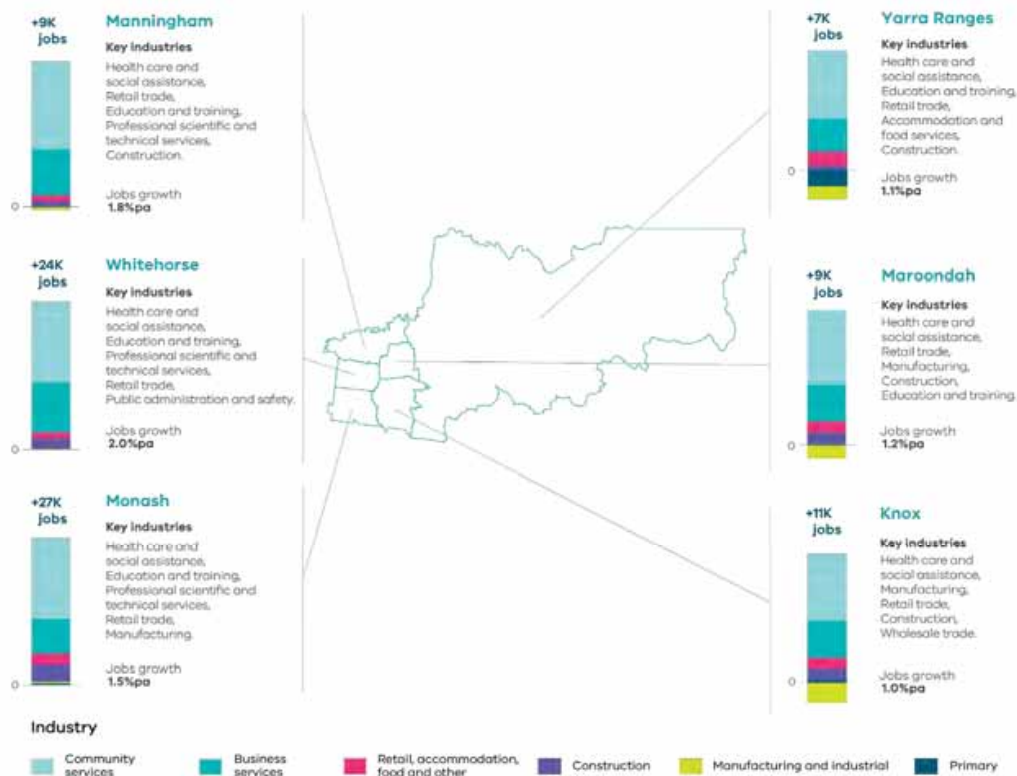 +9K
jobs
Manningham
Key industries
Health care and
social assistance,
Retail trade,
Education and training,
Professional scientific and
technical services,
Construction.
Jobs growth
1.8%pa
0
+24K
jobs
Whitehorse
Key industries
Health care and
social assistance,
Education and training,
Professional scientific and
technical services,
Retail trade,
Public administration and safety.
Jobs growth
2.0%pa
0
+27K
jobs
Monash
Key industries
Health care and
social assistance,
Education and training,
Professional scientific and
technical services,
Retail trade,
Manufacturing.
Jobs growth
1.5%pa
0
+7K
jobs
Yarra Ranges
Key industries
Health care and
social assistance,
Education and training,
Retail trade,
Accommodation and
food services,
Construction.
0
Jobs growth
1.1%pa
+9K
jobs
Maroondah
Key industries
Health care and
social assistance,
Retail trade,
Manufacturing,
Construction,
Education and training.
Jobs growth
1.2%pa
0
+11K
jobs
Knox
Key industries
Health care and
social assistance,
Manufacturing,
Retail trade,
Construction,
Wholesale trade.
Jobs growth
1.0%pa
0
Industry
Community
services
Business
services
Retail, accommodation,
food and other
Construction
Manufacturing and industrial
Primary